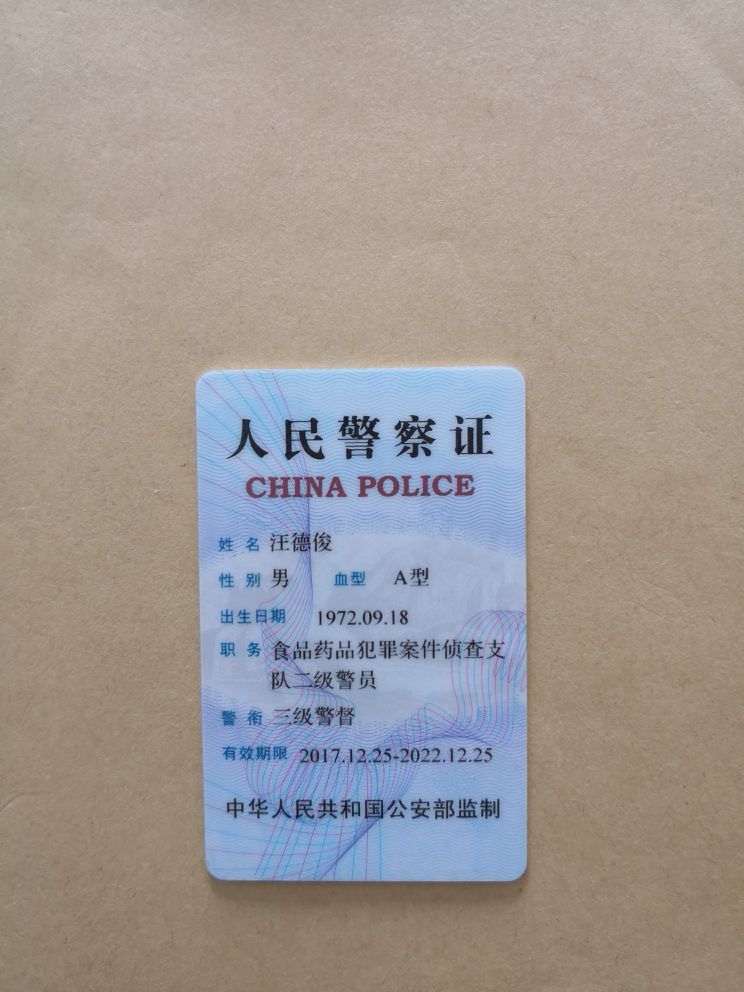 人民警察证
CHINA POLICE
姓名 汪德俊
性别 男 血型 A型
出生日期 1972.09.18
职务 食品药品犯罪案件侦查支
队二级警员
警衔 三级警督
有效期限 2017.12.25-2022.12.25
中华人民共和国公安部监制